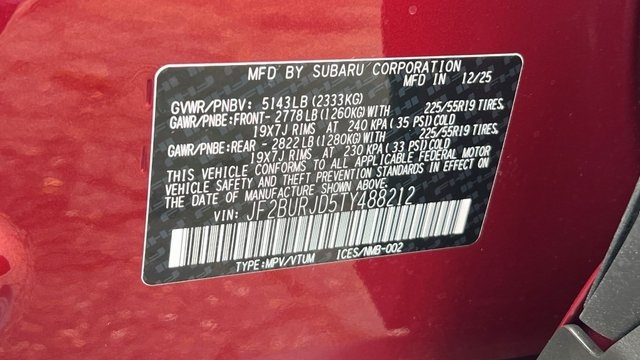 MFD BY SUBARU CORPORATION
MFD IN 12/25
GVWR/PNBV: 5143LB(2333KG)
GAWR/PNBE:FRONT- 2778LB(1260KG)WITH 225/55R19 TIRES,
19X7J RIMS AT 240 KPA(35 PSI)COLD
GAWR/PNBE:REAR - 2822LB(1280KG)WITH 225/55R19 TIRES,
19X7J RIMS AT 230 KPA(33 PSI)COLD
THIS VEHICLE CONFORMS TO ALL APPLICABLE FEDERAL MOTOR
VEHICLE SAFETY AND THEFT PREVENTION STANDARDS IN EFFECT ON
THE DATE OF MANUFACTURE SHOWN ABOVE.
VIN: JF2BURJD5TY488212
TYPE:MPV/VTUM ICES/NMB-002